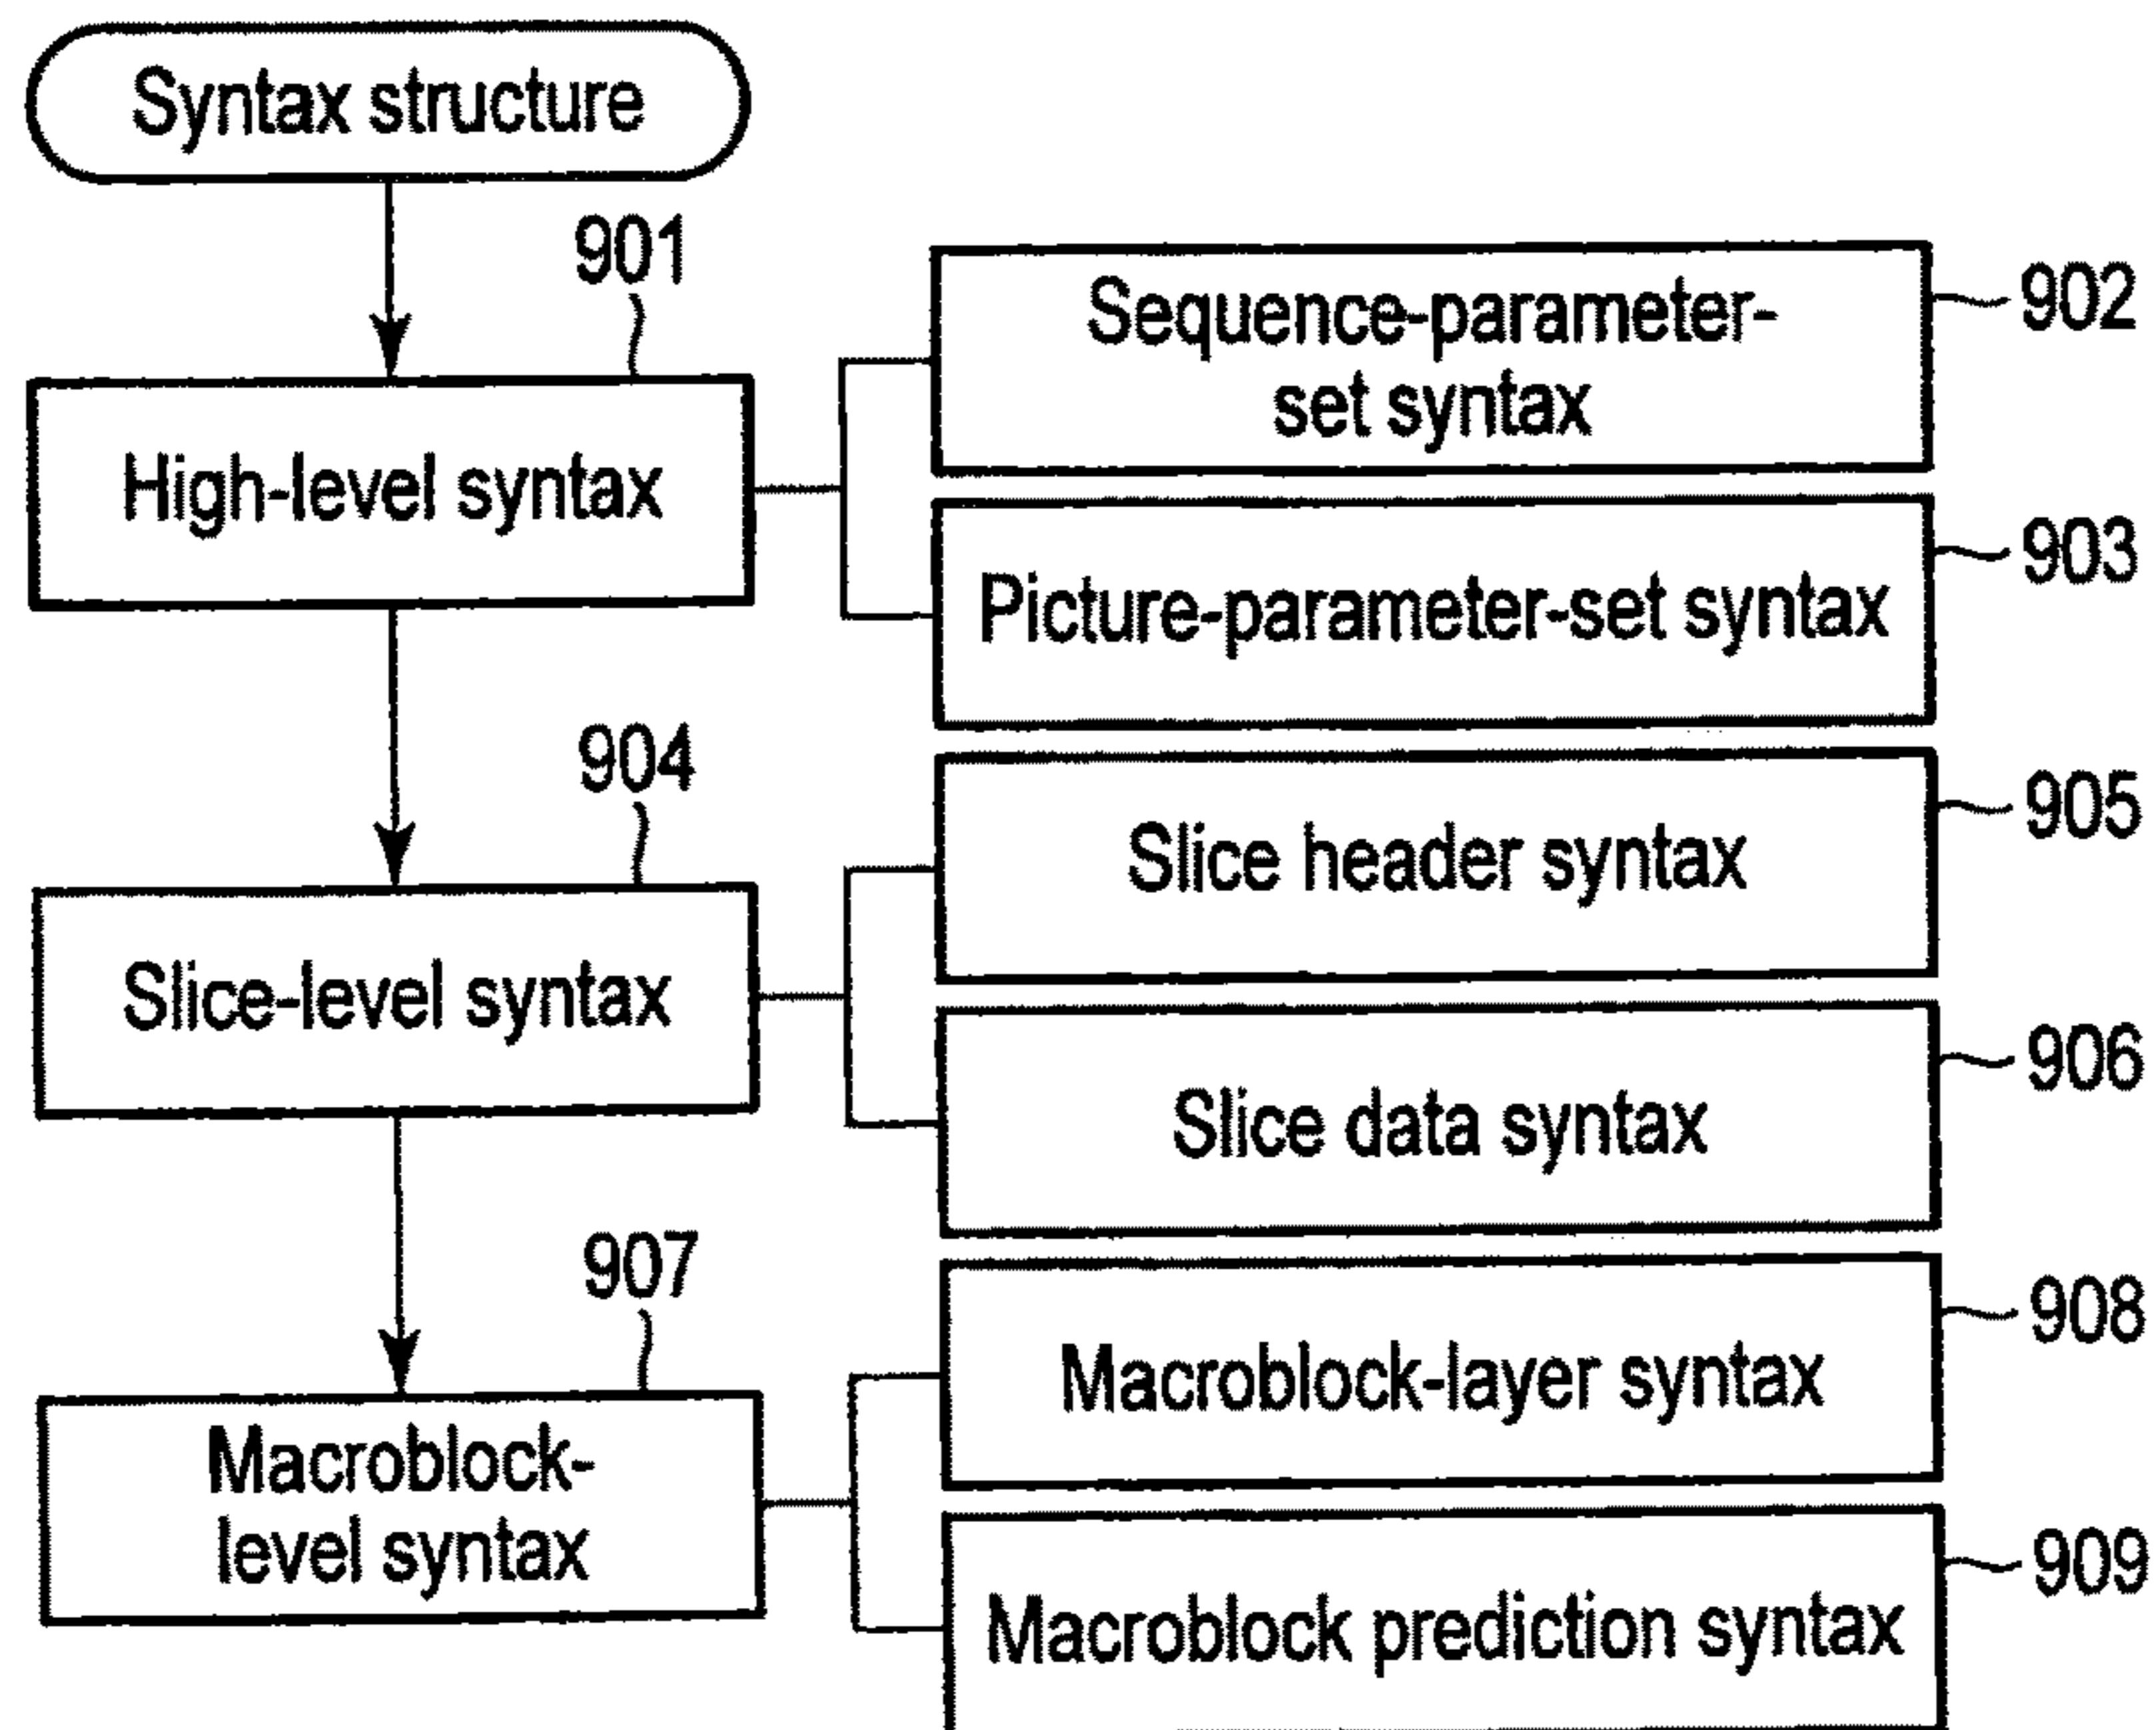 Syntax structure
901
High-level syntax
Sequence-parameter-
set syntax
902
Picture-parameter-set syntax
903
904
Slice-level syntax
Slice header syntax
905
Slice data syntax
906
907
Macroblock-
level syntax
Macroblock-layer syntax
908
Macroblock prediction syntax
909